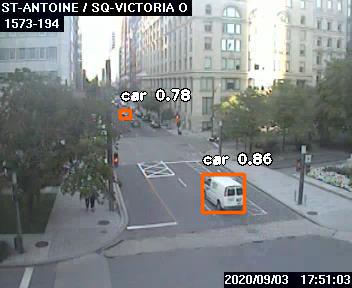 ST-ANTOINE / SQ-VICTORIA O
1573-194
car 0.78
car 0.86
2020/09/03 17:51:03